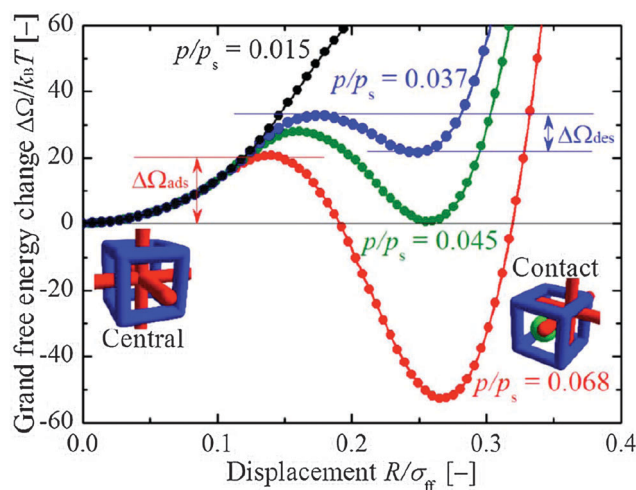 60
40
20
0
-20
-40
-60
Grand free energy change ΔΩ/k_BT [–]
p/p_s = 0.015
p/p_s = 0.037
ΔΩ_des
ΔΩ_ads
p/p_s = 0.045
Central
Contact
p/p_s = 0.068
0.0 0.1 0.2 0.3 0.4
Displacement R/σ_ff [–]